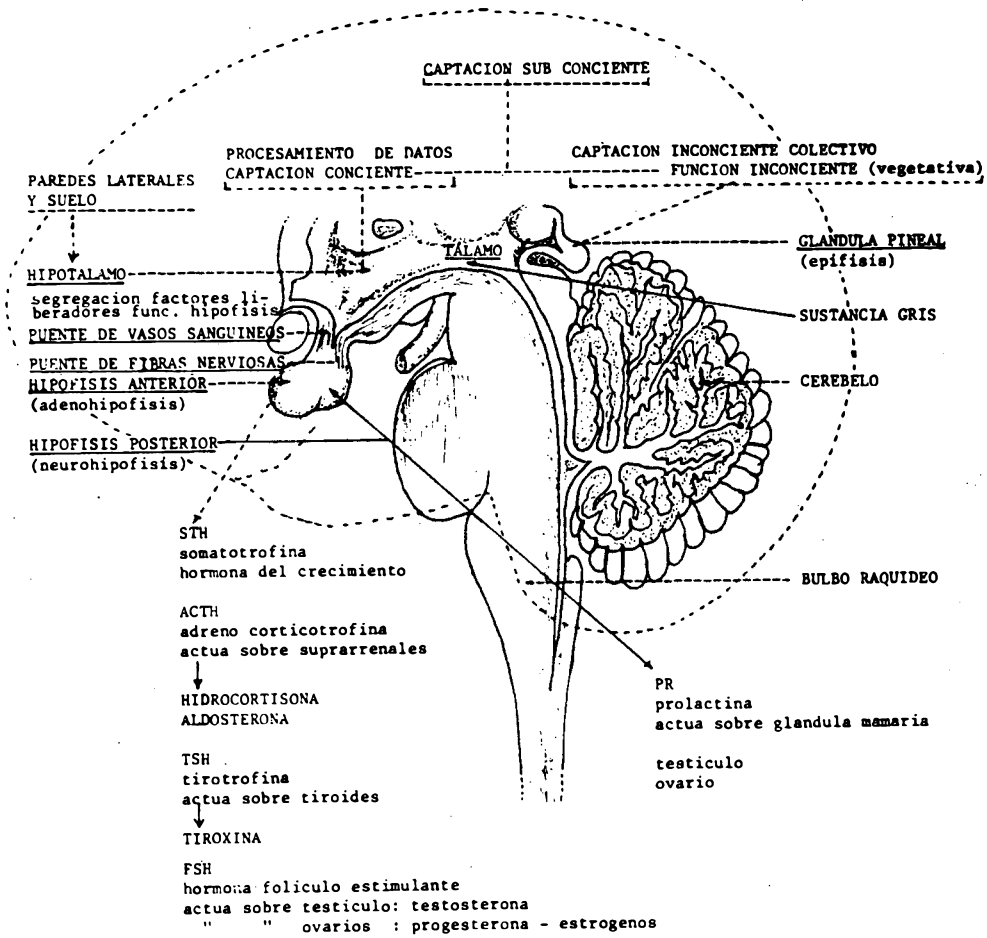 CAPTACION SUB CONCIENTE
PROCESAMIENTO DE DATOS
CAPTACION CONCIENTE
CAPTACION INCONCIENTE COLECTIVO
FUNCION INCONCIENTE (vegetativa)
PAREDES LATERALES
Y SUELO
TALAMO
GLANDULA PINEAL
(epifisis)
HIPOTALAMO
segregacion factores li-
beradores func. hipofisis
SUSTANCIA GRIS
PUENTE DE VASOS SANGUINEOS
PUENTE DE FIBRAS NERVIOSAS
HIPOFISIS ANTERIOR
(adenohipofisis)
CEREBELO
HIPOFISIS POSTERIOR
(neurohipofisis)
STH
somatotrofina
hormona del crecimiento
BULBO RAQUIDEO
ACTH
adreno corticotrofina
actua sobre suprarrenales
HIDROCORTISONA
ALDOSTERONA
PR
prolactina
actua sobre glandula mamaria
testiculo
ovario
TSH
tirotrofina
actua sobre tiroides
TIROXINA
FSH
hormona foliculo estimulante
actua sobre testiculo: testosterona
" " ovarios : progesterona - estrogenos